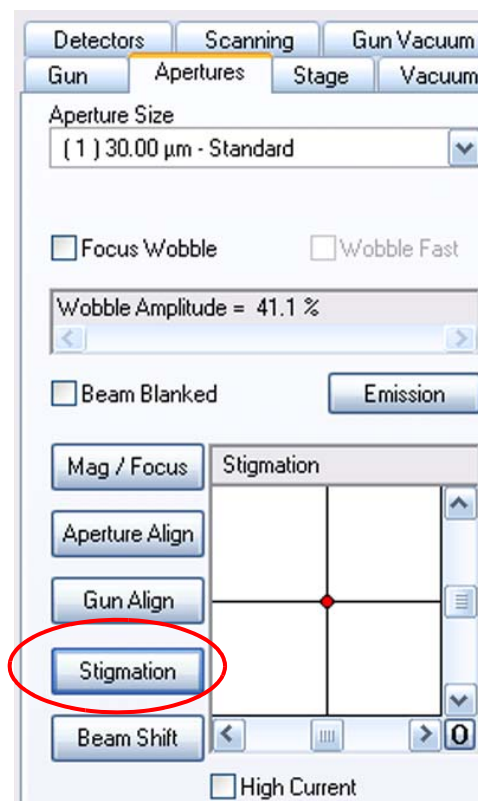 Detectors Scanning Gun Vacuum
Gun Apertures Stage Vacuum
Aperture Size
( 1 ) 30.00 µm - Standard
Focus Wobble Wobble Fast
Wobble Amplitude = 41.1 %
Beam Blanked Emission
Mag / Focus Stigmation
Aperture Align
Gun Align
Stigmation
Beam Shift 0
High Current